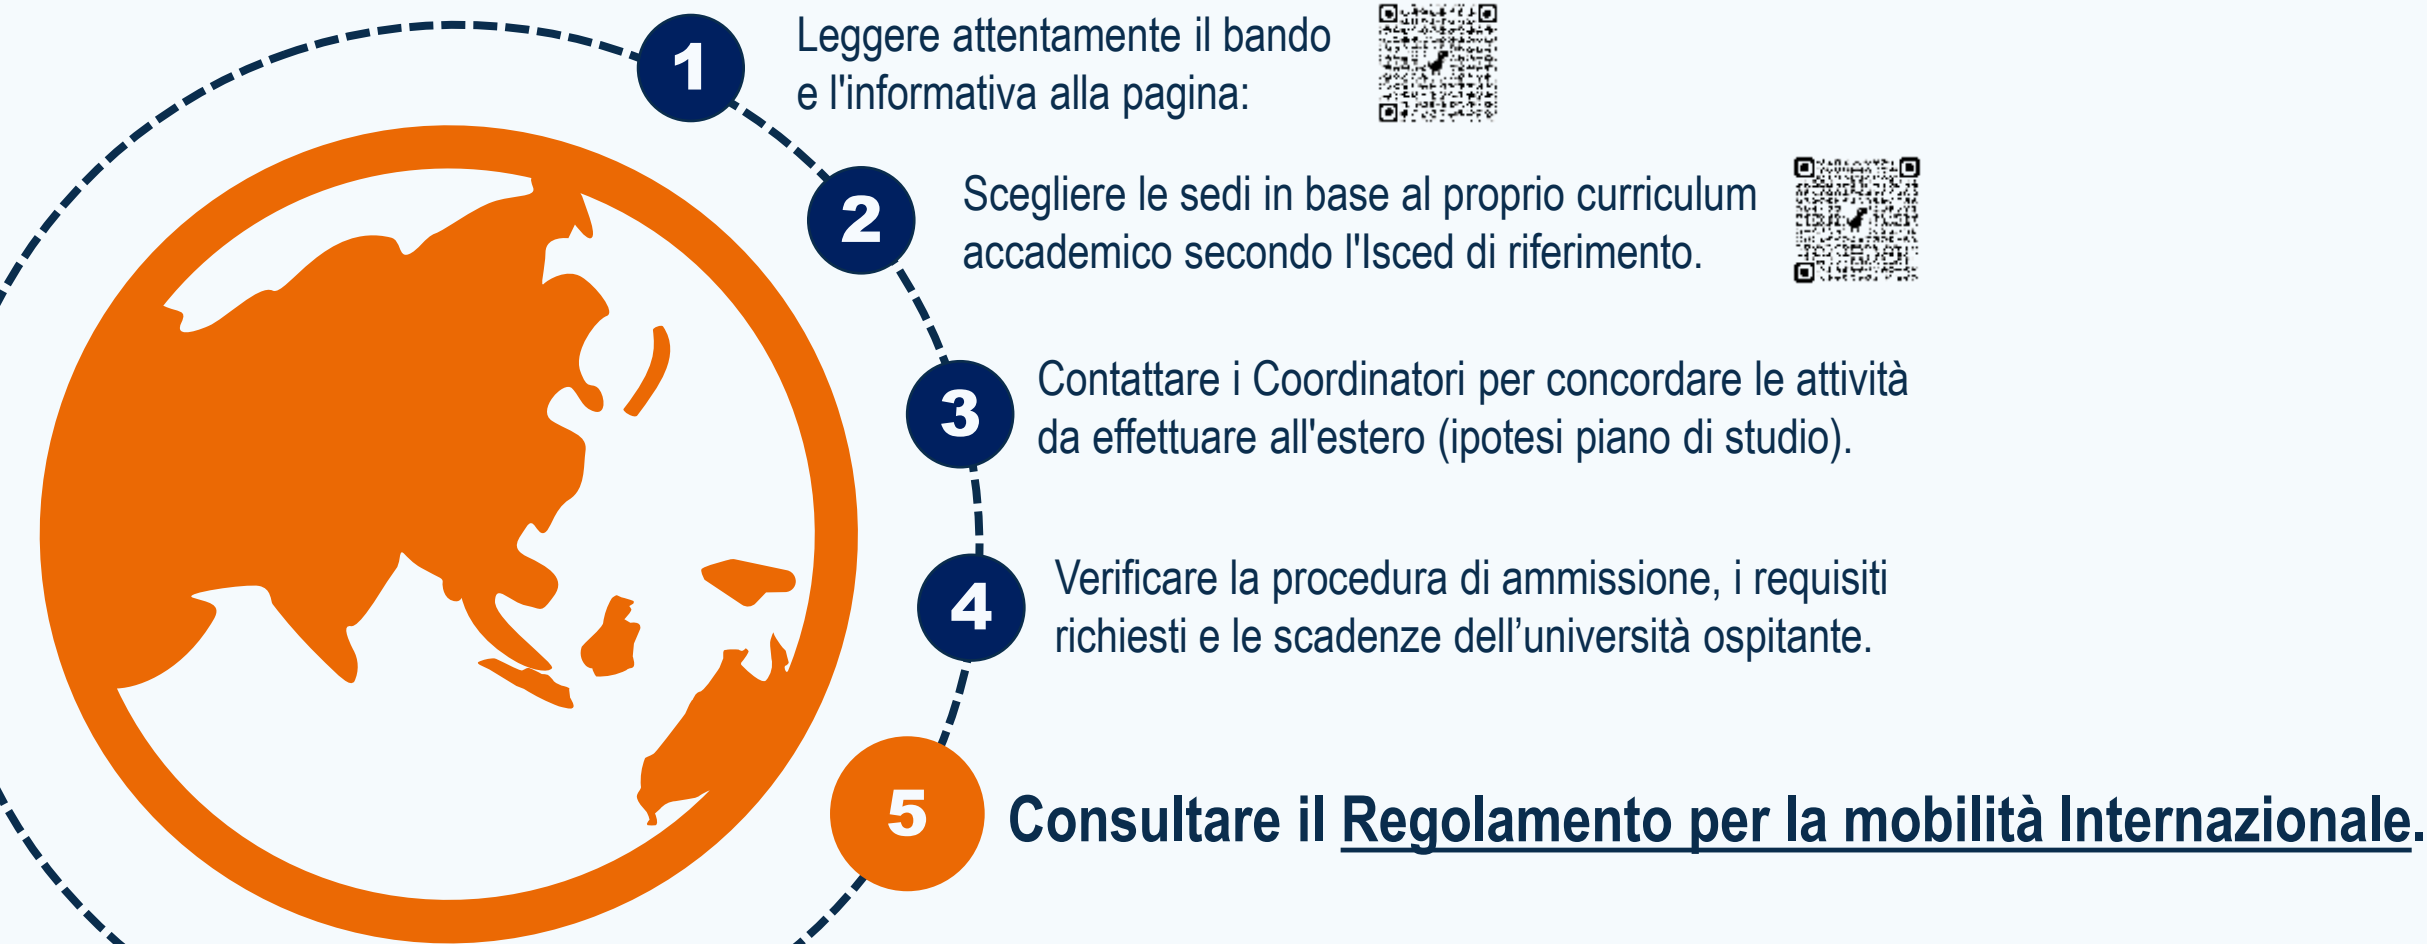 1
Leggere attentamente il bando
e l'informativa alla pagina:
2
Scegliere le sedi in base al proprio curriculum
accademico secondo l'Isced di riferimento.
3
Contattare i Coordinatori per concordare le attività
da effettuare all'estero (ipotesi piano di studio).
4
Verificare la procedura di ammissione, i requisiti
richiesti e le scadenze dell’università ospitante.
5
Consultare il Regolamento per la mobilità Internazionale.